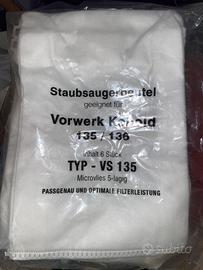 Staubsaugerbeutel
geeignet für
Vorwerk Kobold
135 / 136
Inhalt 6 Stück
TYP - VS 135
Microvlies 5-lagig
PASSGENAU UND OPTIMALE FILTERLEISTUNG
subito